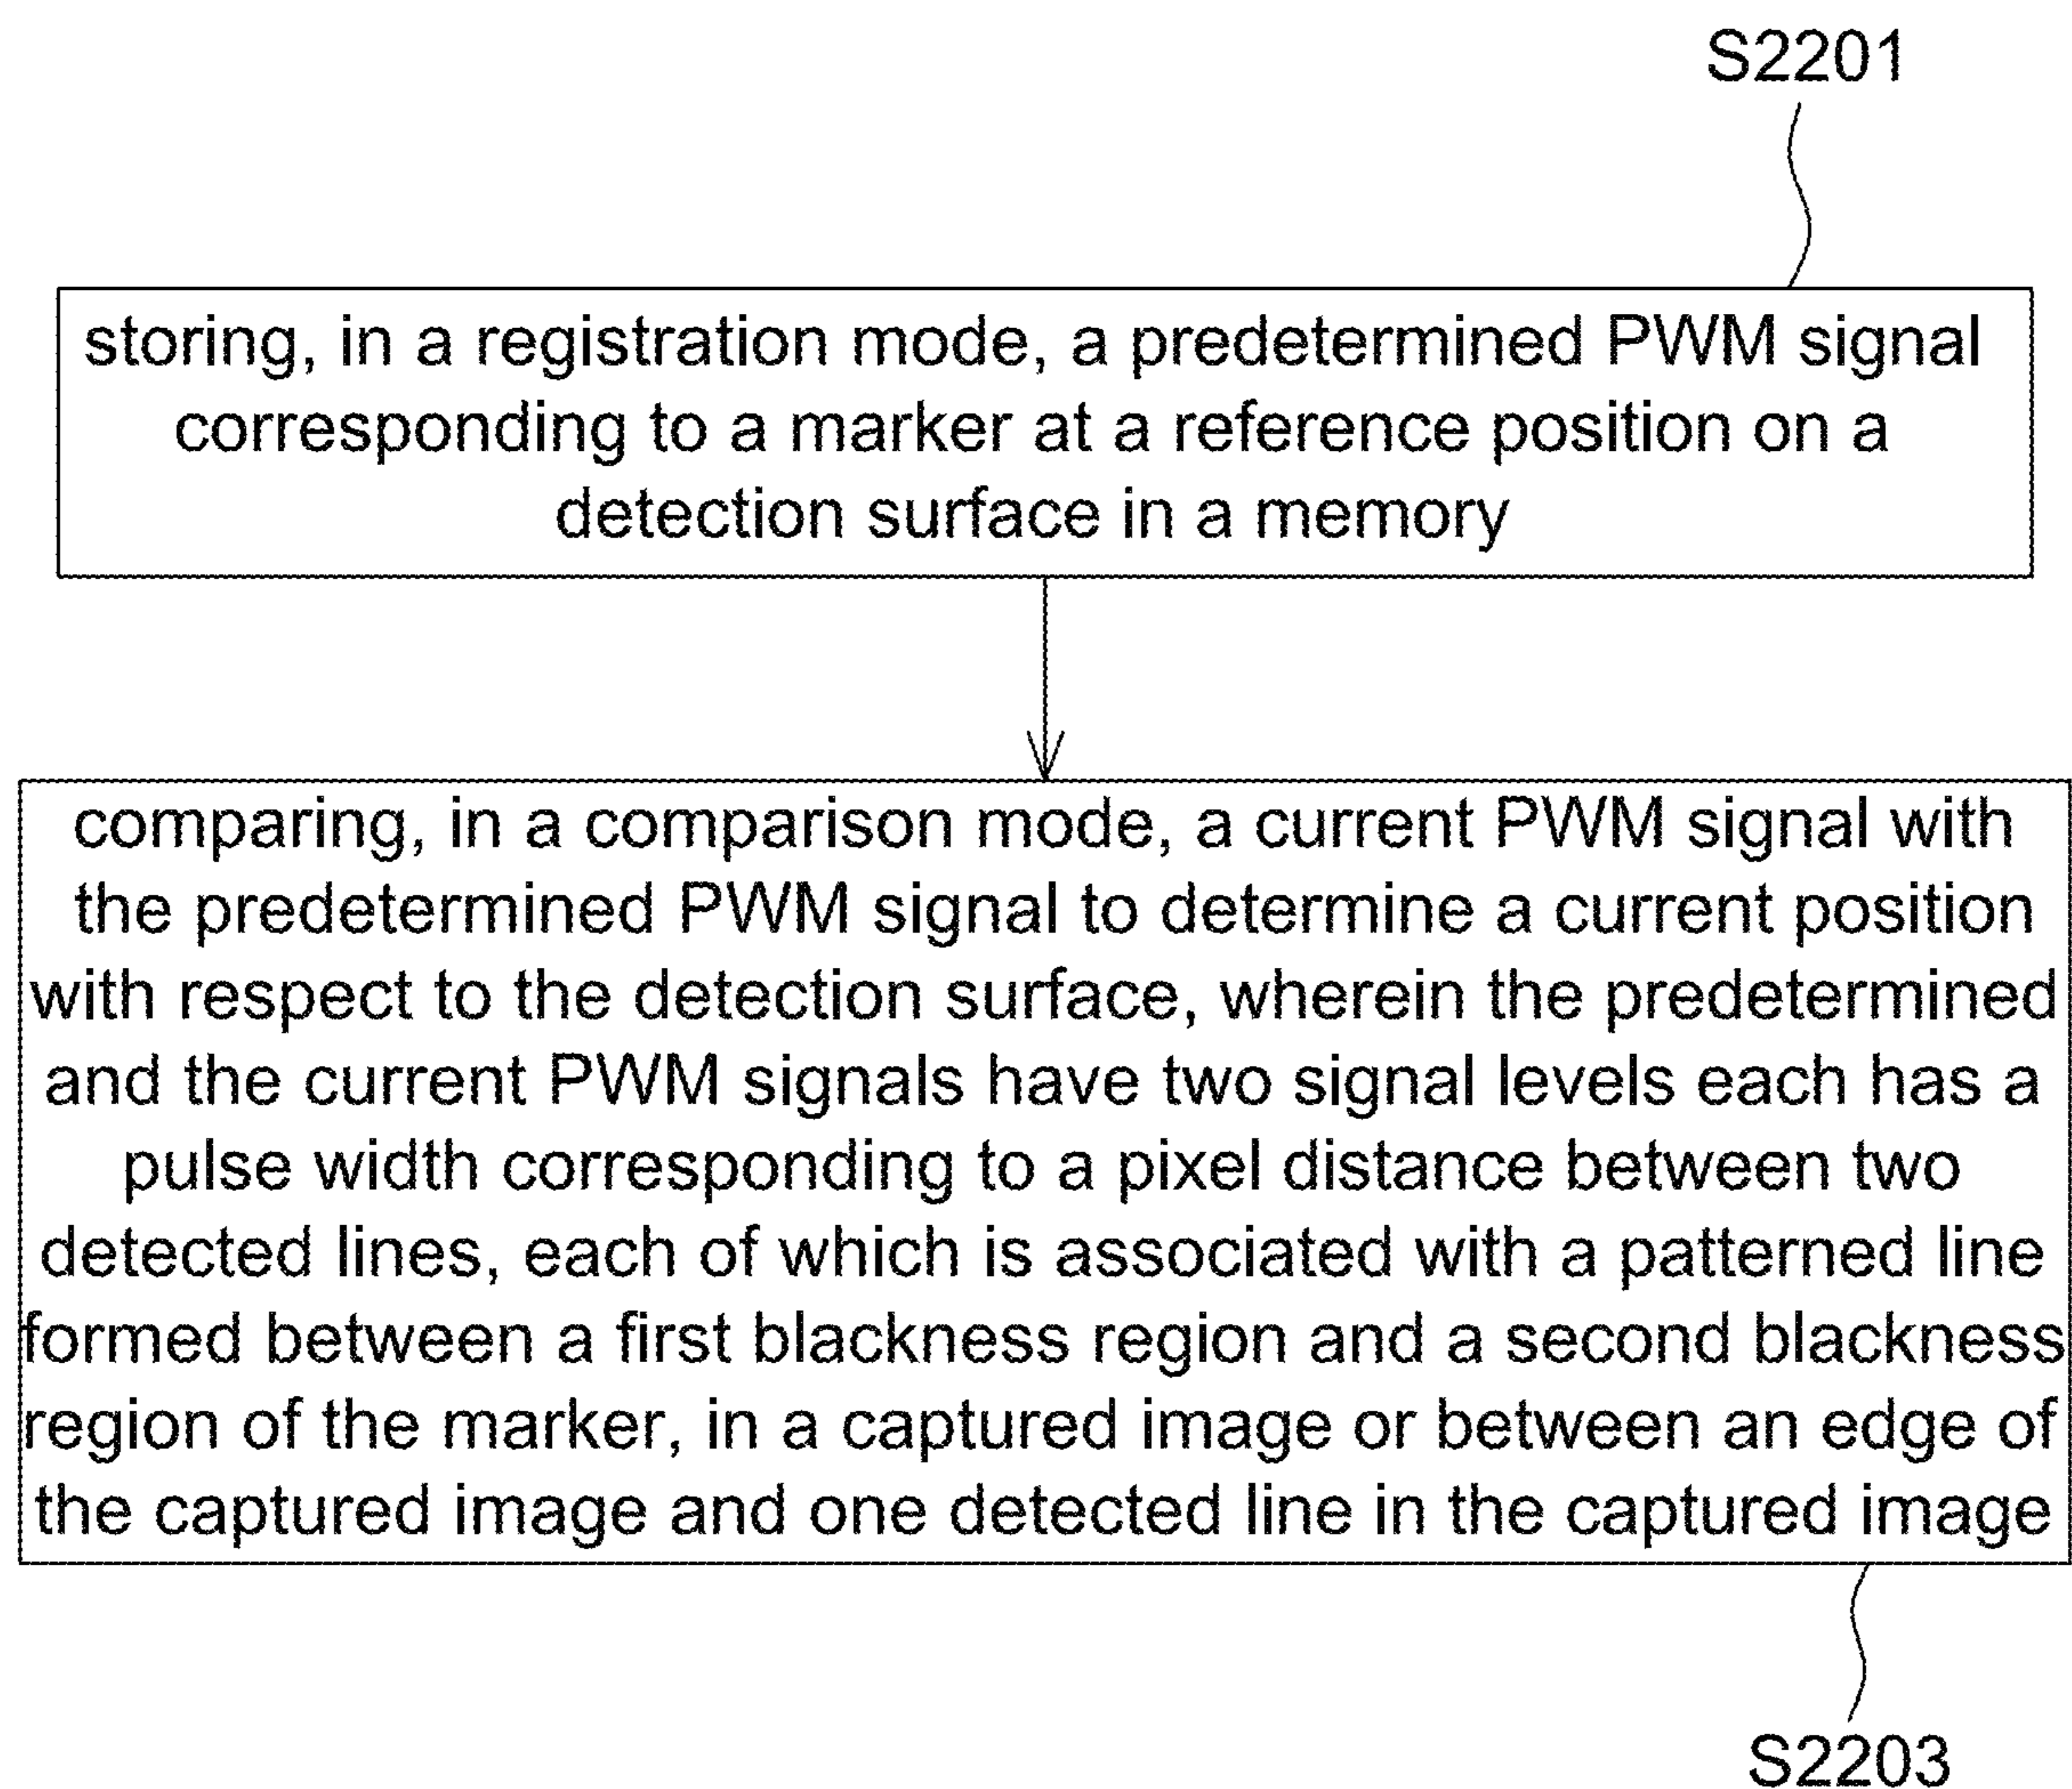 S2201
storing, in a registration mode, a predetermined PWM signal
corresponding to a marker at a reference position on a
detection surface in a memory
comparing, in a comparison mode, a current PWM signal with
the predetermined PWM signal to determine a current position
with respect to the detection surface, wherein the predetermined
and the current PWM signals have two signal levels each has a
pulse width corresponding to a pixel distance between two
detected lines, each of which is associated with a patterned line
formed between a first blackness region and a second blackness
region of the marker, in a captured image or between an edge of
the captured image and one detected line in the captured image
S2203